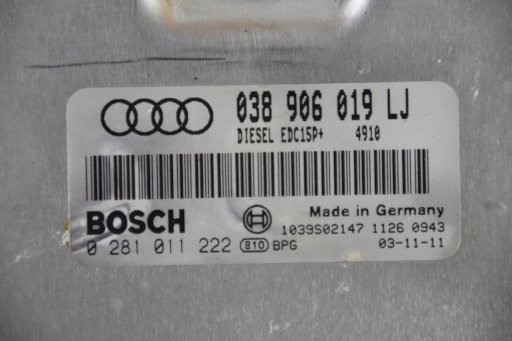 038 906 019 LJ
DIESEL EDC15P+ 4910
BOSCH
Made in Germany
1039S02147 1126 0943
0 281 011 222 810 BPG 03-11-11